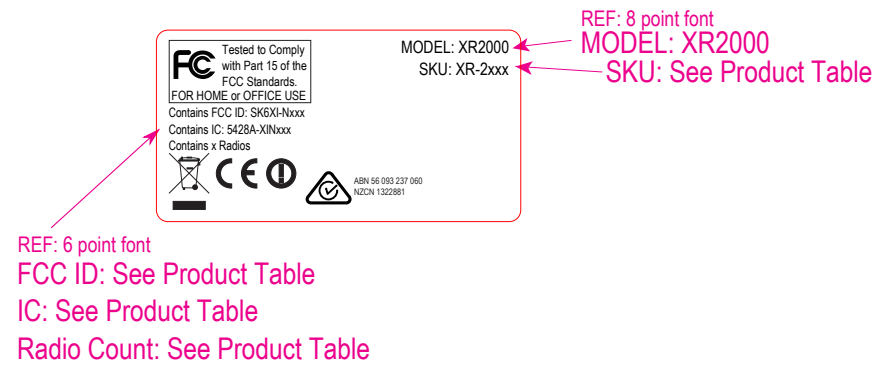 REF: 8 point font
MODEL: XR2000
SKU: See Product Table
FC
Tested to Comply
with Part 15 of the
FCC Standards.
FOR HOME or OFFICE USE
MODEL: XR2000
SKU: XR-2xxx
Contains FCC ID: SK6XI-Nxxx
Contains IC: 5428A-XINxxx
Contains x Radios
CE
ABN 56 093 237 060
NZCN 1322881
REF: 6 point font
FCC ID: See Product Table
IC: See Product Table
Radio Count: See Product Table